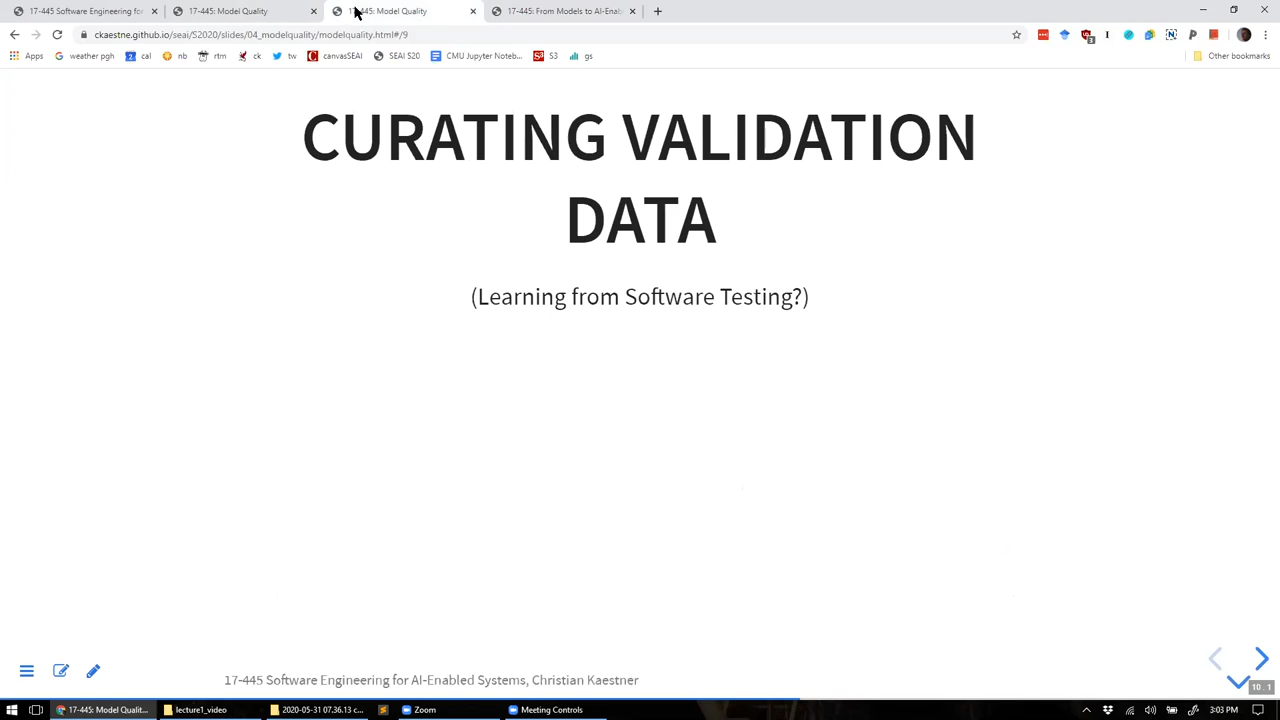 17-445 Software Engineering for
17-445: Model Quality
17-445: Model Quality
17-445: From Models to AI-Enab
ckaestne.github.io/seai/S2020/slides/04_modelquality/modelquality.html#/9
Apps
weather pgh
cal
nb
rtm
ck
tw
canvasSEAI
SEAI S20
CMU Jupyter Noteb...
S3
gs
Other bookmarks
CURATING VALIDATION
DATA
(Learning from Software Testing?)
17-445 Software Engineering for AI-Enabled Systems, Christian Kaestner
10.1
17-445: Model Qualit...
lecture1_video
2020-05-31 07.36.13 c...
Zoom
Meeting Controls
3:03 PM